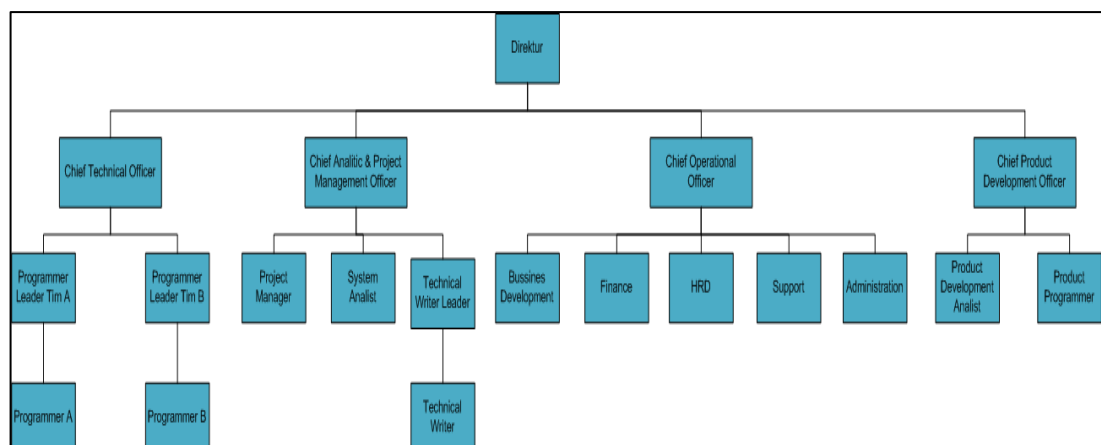 Direktur
Chief Technical Officer
Chief Analitic & Project
Management Officer
Chief Operational
Officer
Chief Product
Development Officer
Programmer
Leader Tim A
Programmer
Leader Tim B
Project
Manager
System
Analist
Technical
Writer Leader
Bussines
Development
Finance
HRD
Support
Administration
Product
Development
Analist
Product
Programmer
Programmer A
Programmer B
Technical
Writer